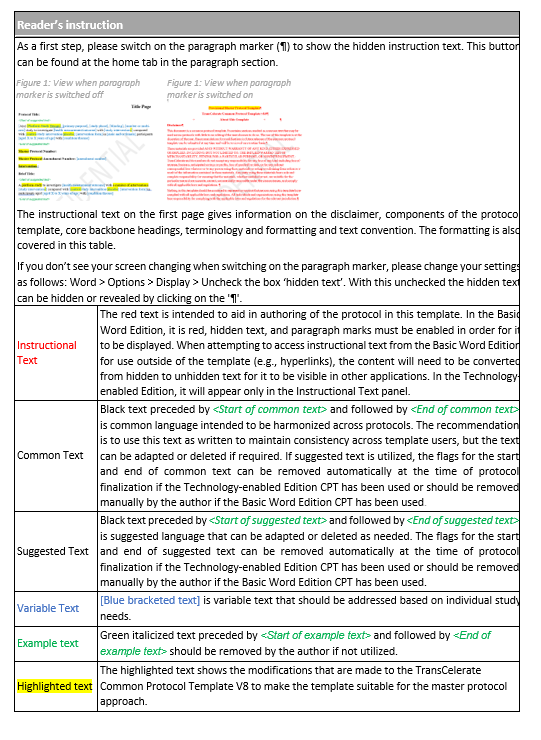 Reader's instruction
As a first step, please switch on the paragraph marker (¶) to show the hidden instruction text. This button
can be found at the home tab in the paragraph section.
Figure 1: View when paragraph
marker is switched off
Figure 1: View when paragraph
marker is switched on
Title Page
Protocol Title:
Master Protocol Number:
Master Protocol Amendment Number:
Brief Title:
The instructional text on the first page gives information on the disclaimer, components of the protoco
template, core backbone headings, terminology and formatting and text convention. The formatting is also
covered in this table.
If you don't see your screen changing when switching on the paragraph marker, please change your settings
as follows: Word > Options > Display > Uncheck the box 'hidden text'. With this unchecked the hidden text
can be hidden or revealed by clicking on the '¶'.
Instructional
Text
The red text is intended to aid in authoring of the protocol in this template. In the Basic
Word Edition, it is red, hidden text, and paragraph marks must be enabled in order for it
to be displayed. When attempting to access instructional text from the Basic Word Edition
for use outside of the template (e.g., hyperlinks), the content will need to be converted
from hidden to unhidden text for it to be visible in other applications. In the Technology-
enabled Edition, it will appear only in the Instructional Text panel.
Common Text
Black text preceded by <Start of common text> and followed by <End of common text>
is common language intended to be harmonized across protocols. The recommendation
is to use this text as written to maintain consistency across template users, but the text
can be adapted or deleted if required. If suggested text is utilized, the flags for the start
and end of common text can be removed automatically at the time of protocol
finalization if the Technology-enabled Edition CPT has been used or should be removed
manually by the author if the Basic Word Edition CPT has been used.
Suggested Text
Black text preceded by <Start of suggested text> and followed by <End of suggested text>
is suggested language that can be adapted or deleted as needed. The flags for the start
and end of suggested text can be removed automatically at the time of protocol
finalization if the Technology-enabled Edition CPT has been used or should be removed
manually by the author if the Basic Word Edition CPT has been used.
Variable Text
[Blue bracketed text] is variable text that should be addressed based on individual study
needs.
Example text
Green italicized text preceded by <Start of example text> and followed by <End of
example text> should be removed by the author if not utilized.
Highlighted text
The highlighted text shows the modifications that are made to the TransCelerate
Common Protocol Template V8 to make the template suitable for the master protocol
approach.